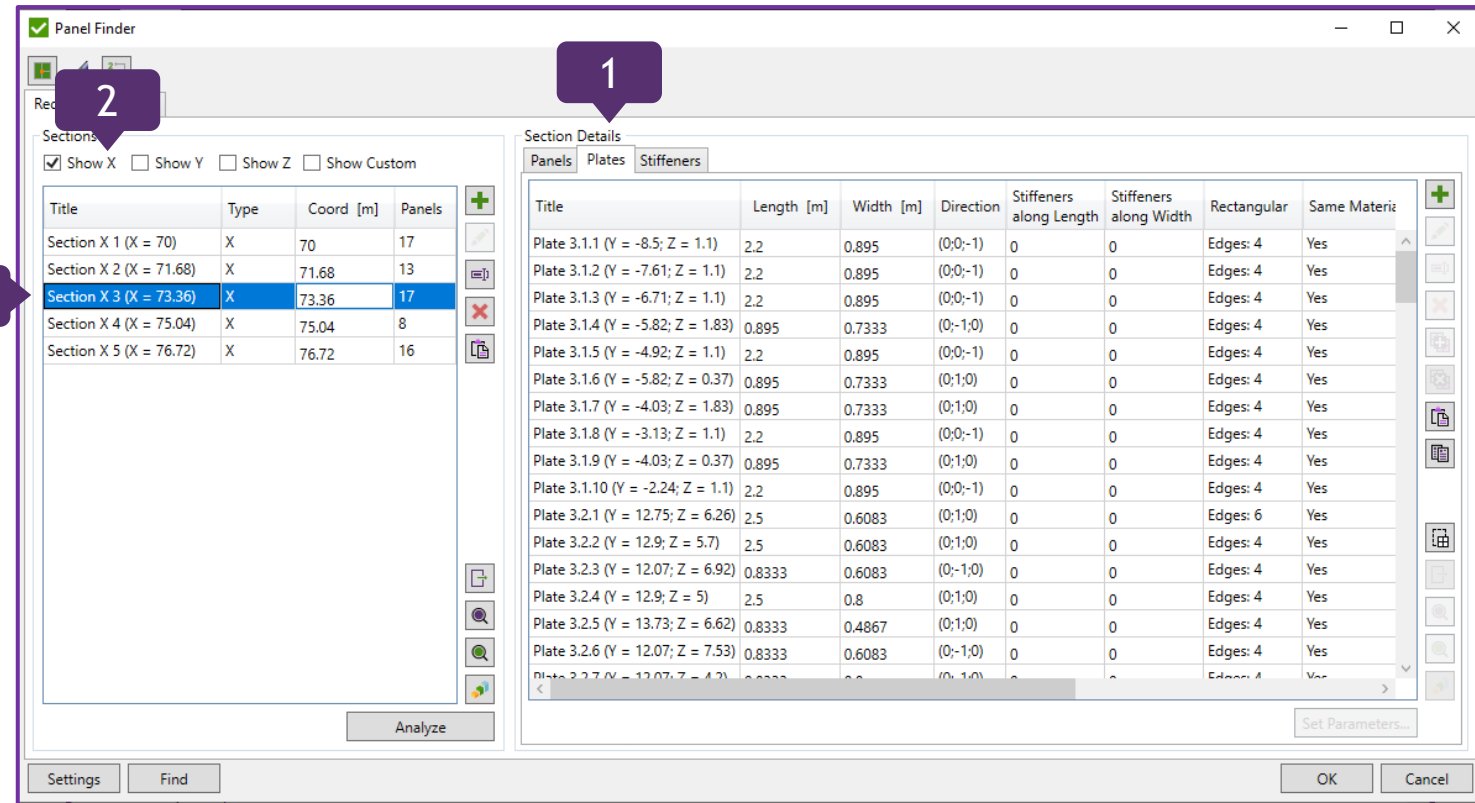 Panel Finder
1
2
Rec
Sections
Section Details
Show X Show Y Show Z Show Custom
Panels Plates Stiffeners
Title Type Coord [m] Panels
Section X 1 (X = 70) X 70 17
Section X 2 (X = 71.68) X 71.68 13
Section X 3 (X = 73.36) X 73.36 17
Section X 4 (X = 75.04) X 75.04 8
Section X 5 (X = 76.72) X 76.72 16
Analyze
Title Length [m] Width [m] Direction Stiffeners along Length Stiffeners along Width Rectangular Same Materia
Plate 3.1.1 (Y = -8.5; Z = 1.1) 2.2 0.895 (0;0;-1) 0 0 Edges: 4 Yes
Plate 3.1.2 (Y = -7.61; Z = 1.1) 2.2 0.895 (0;0;-1) 0 0 Edges: 4 Yes
Plate 3.1.3 (Y = -6.71; Z = 1.1) 2.2 0.895 (0;0;-1) 0 0 Edges: 4 Yes
Plate 3.1.4 (Y = -5.82; Z = 1.83) 0.895 0.7333 (0;-1;0) 0 0 Edges: 4 Yes
Plate 3.1.5 (Y = -4.92; Z = 1.1) 2.2 0.895 (0;0;-1) 0 0 Edges: 4 Yes
Plate 3.1.6 (Y = -5.82; Z = 0.37) 0.895 0.7333 (0;1;0) 0 0 Edges: 4 Yes
Plate 3.1.7 (Y = -4.03; Z = 1.83) 0.895 0.7333 (0;1;0) 0 0 Edges: 4 Yes
Plate 3.1.8 (Y = -3.13; Z = 1.1) 2.2 0.895 (0;0;-1) 0 0 Edges: 4 Yes
Plate 3.1.9 (Y = -4.03; Z = 0.37) 0.895 0.7333 (0;1;0) 0 0 Edges: 4 Yes
Plate 3.1.10 (Y = -2.24; Z = 1.1) 2.2 0.895 (0;0;-1) 0 0 Edges: 4 Yes
Plate 3.2.1 (Y = 12.75; Z = 6.26) 2.5 0.6083 (0;1;0) 0 0 Edges: 6 Yes
Plate 3.2.2 (Y = 12.9; Z = 5.7) 2.5 0.6083 (0;1;0) 0 0 Edges: 4 Yes
Plate 3.2.3 (Y = 12.07; Z = 6.92) 0.8333 0.6083 (0;-1;0) 0 0 Edges: 4 Yes
Plate 3.2.4 (Y = 12.9; Z = 5) 2.5 0.8 (0;1;0) 0 0 Edges: 4 Yes
Plate 3.2.5 (Y = 13.73; Z = 6.62) 0.8333 0.4867 (0;1;0) 0 0 Edges: 4 Yes
Plate 3.2.6 (Y = 12.07; Z = 7.53) 0.8333 0.6083 (0;-1;0) 0 0 Edges: 4 Yes
Set Parameters...
Settings Find OK Cancel